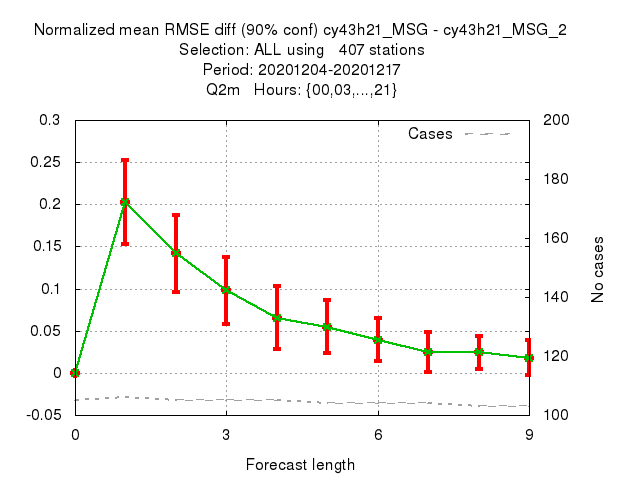 Normalized mean RMSE diff (90% conf) cy43h21_MSG - cy43h21_MSG_2
Selection: ALL using   407 stations
Period: 20201204-20201217
Q2m   Hours: {00,03,...,21}
Cases
0.3
0.25
0.2
0.15
0.1
0.05
0
-0.05
200
180
160
140
120
100
No cases
0
3
6
9
Forecast length